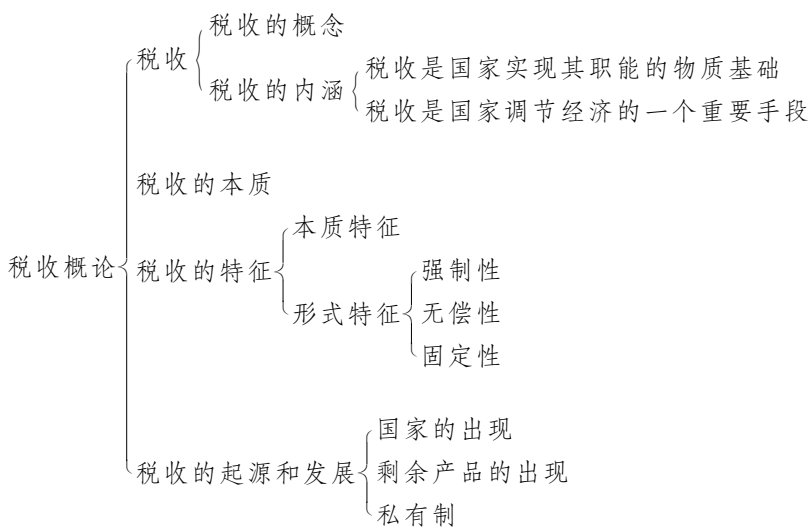 税收概论
税收
税收的概念
税收的内涵
税收是国家实现其职能的物质基础
税收是国家调节经济的一个重要手段
税收的本质
税收的特征
本质特征
形式特征
强制性
无偿性
固定性
税收的起源和发展
国家的出现
剩余产品的出现
私有制